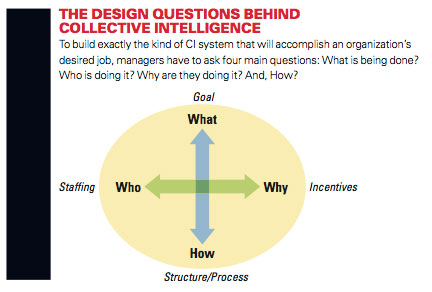 THE DESIGN QUESTIONS BEHIND
COLLECTIVE INTELLIGENCE
To build exactly the kind of CI system that will accomplish an organization's
desired job, managers have to ask four main questions: What is being done?
Who is doing it? Why are they doing it? And, How?
Goal
What
Staffing Who Why Incentives
How
Structure/Process